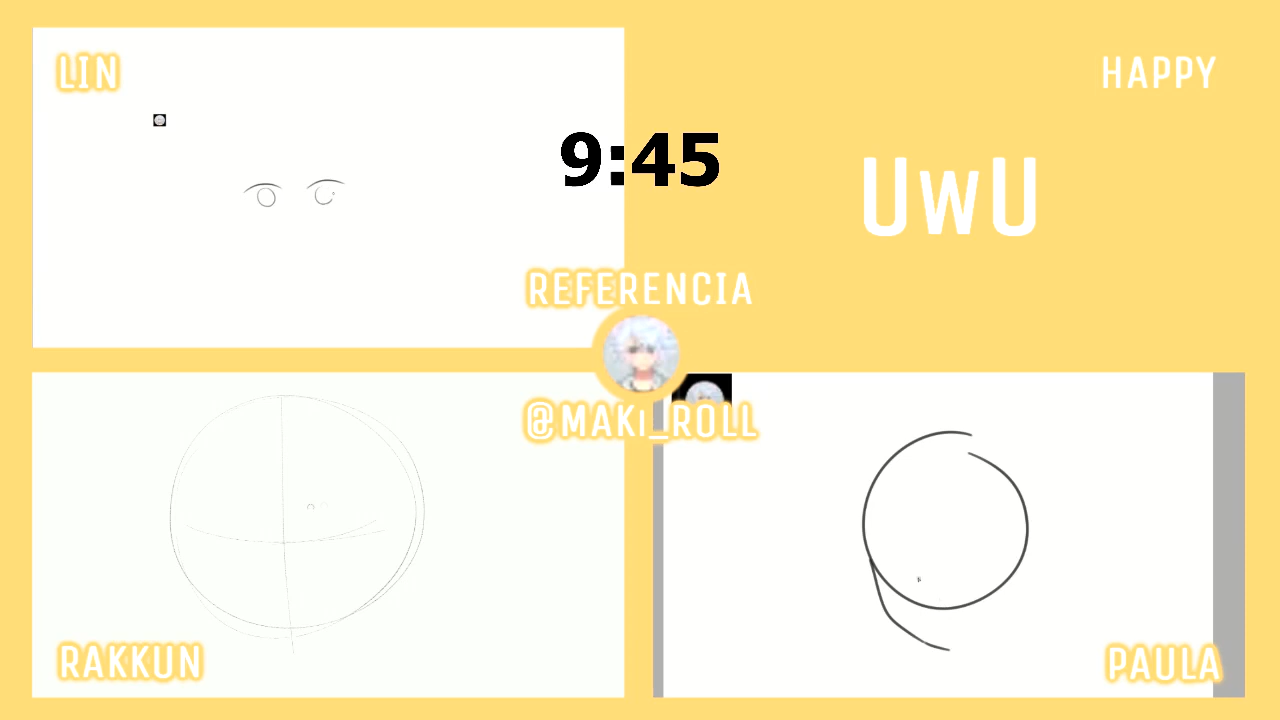 LIN
HAPPY
9:45
UwU
REFERENCIA
@MAKI_ROLL
RAKKUN
PAULA